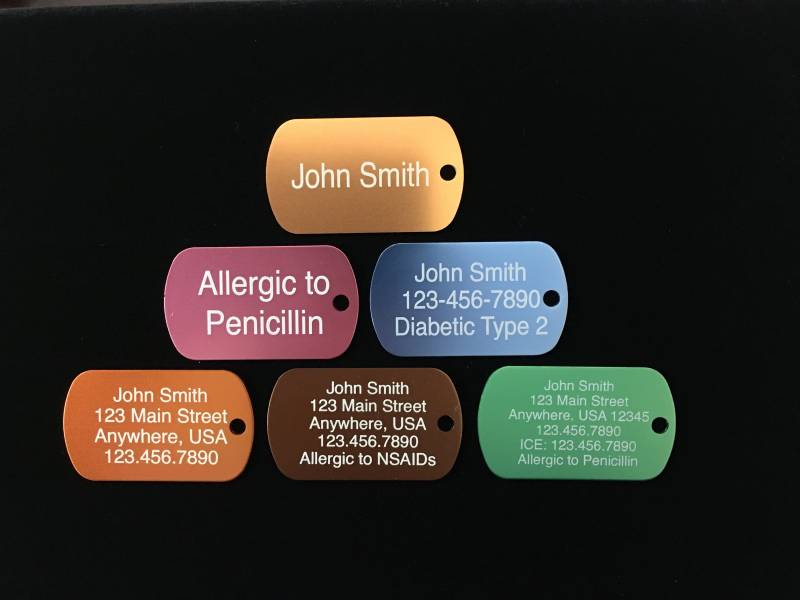 John Smith
Allergic to
Penicillin
John Smith
123-456-7890
Diabetic Type 2
John Smith
123 Main Street
Anywhere, USA
123.456.7890
John Smith
123 Main Street
Anywhere, USA
123.456.7890
Allergic to NSAIDs
John Smith
123 Main Street
Anywhere, USA 12345
123.456.7890
ICE: 123.456.7890
Allergic to Penicillin